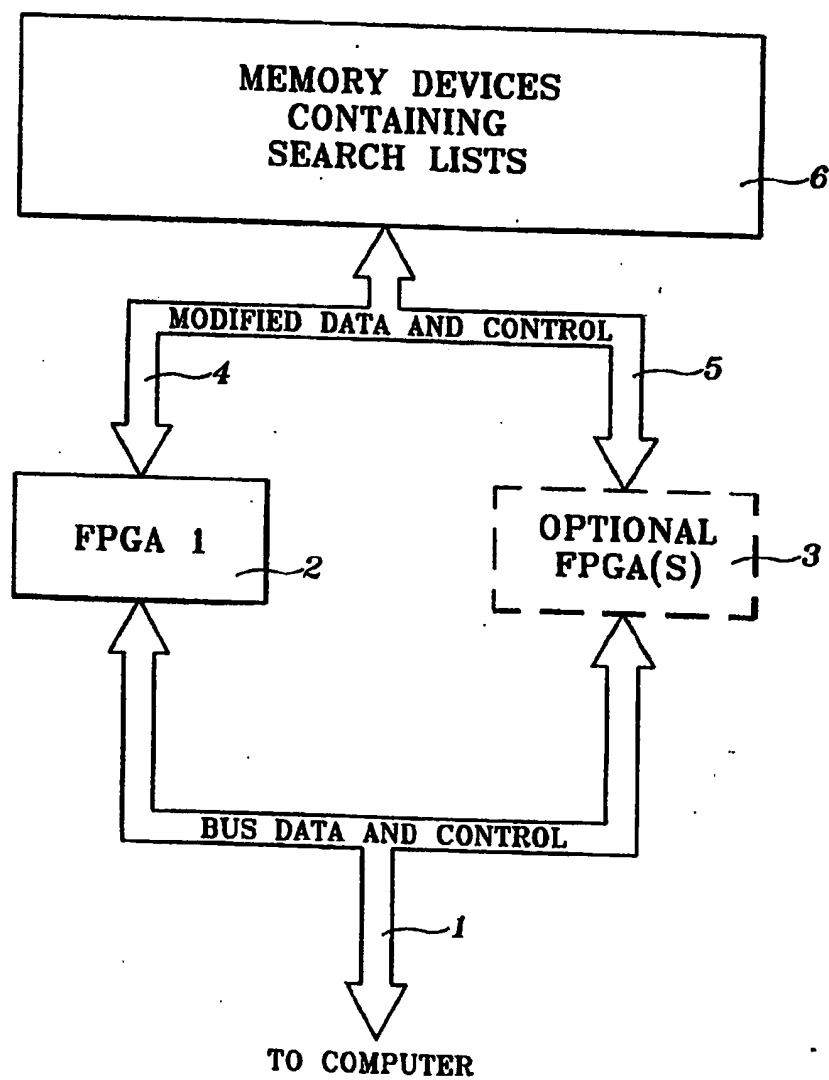 MEMORY DEVICES
CONTAINING
SEARCH LISTS
6
MODIFIED DATA AND CONTROL
4
5
FPGA 1
2
OPTIONAL
FPGA(S)
3
BUS DATA AND CONTROL
1
TO COMPUTER